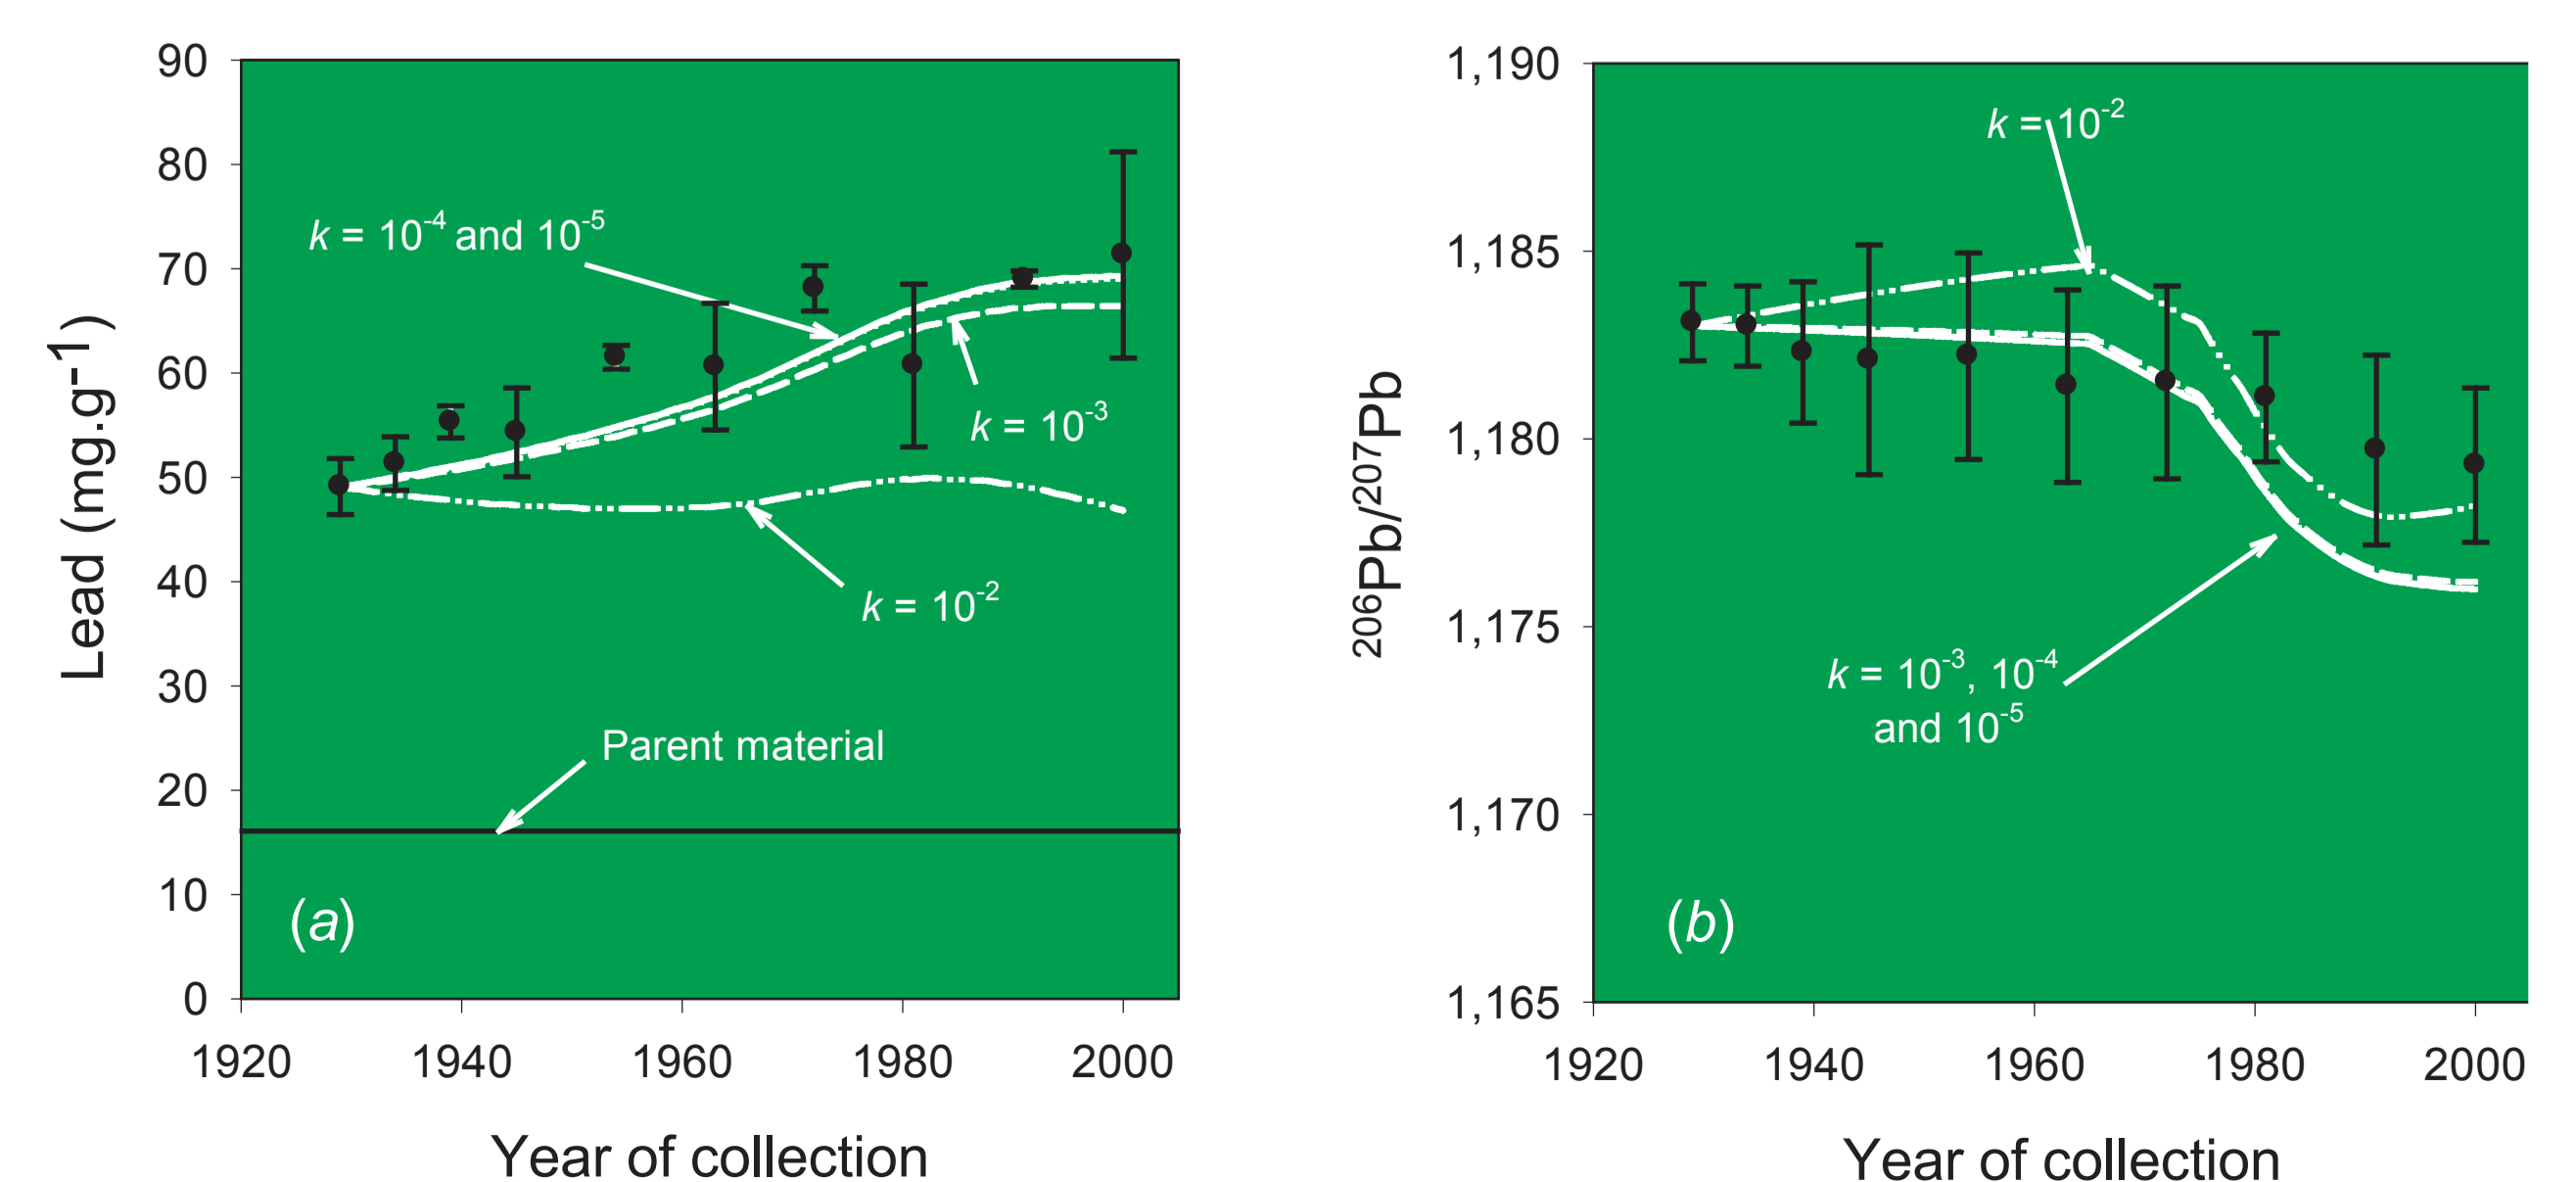 90
80
70
60
50
40
30
20
10
0
1920 1940 1960 1980 2000
Lead (mg.g⁻¹)
Year of collection
k = 10⁻⁴ and 10⁻⁵
k = 10⁻³
k = 10⁻²
Parent material
(a)
1,190
1,185
1,180
1,175
1,170
1,165
1920 1940 1960 1980 2000
²⁰⁶Pb/²⁰⁷Pb
Year of collection
k = 10⁻²
k = 10⁻³, 10⁻⁴
and 10⁻⁵
(b)